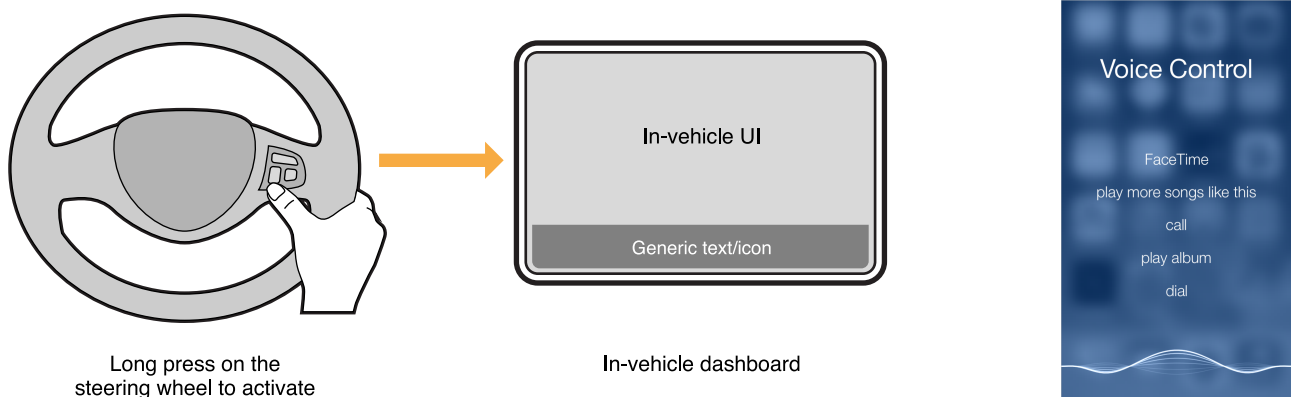 In-vehicle UI
Generic text/icon
Long press on the
steering wheel to activate
In-vehicle dashboard
Voice Control
FaceTime
play more songs like this
call
play album
dial